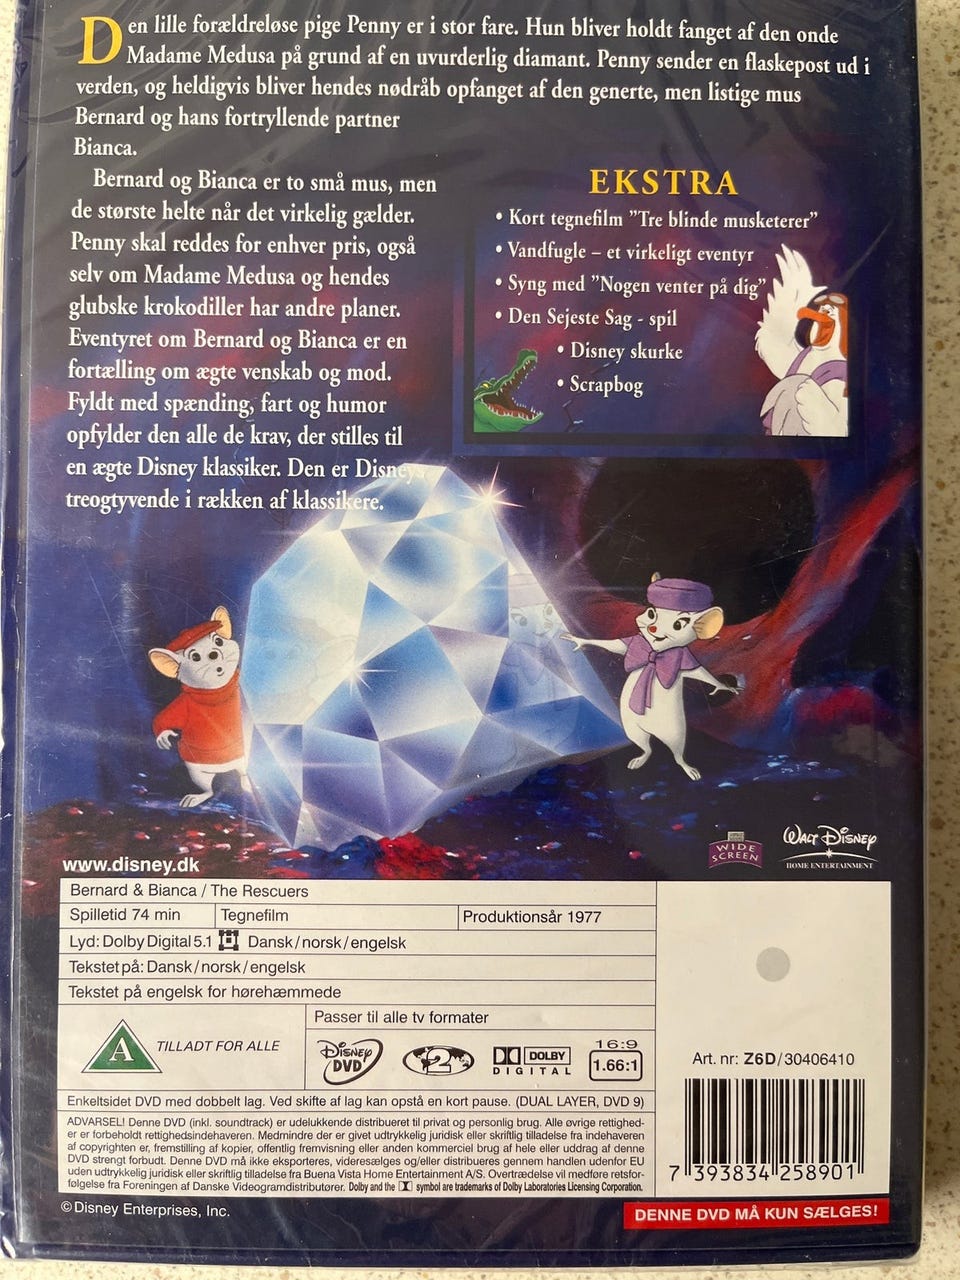 Den lille forældreløse pige Penny er i stor fare. Hun bliver holdt fanget af den onde
Madame Medusa på grund af en uvurderlig diamant. Penny sender en flaskepost ud i
verden, og heldigvis bliver hendes nødråb opfanget af den generte, men listige mus
Bernard og hans fortryllende partner
Bianca.
Bernard og Bianca er to små mus, men
de største helte når det virkelig gælder.
Penny skal reddes for enhver pris, også
selv om Madame Medusa og hendes
glubske krokodiller har andre planer.
Eventyret om Bernard og Bianca er en
fortælling om ægte venskab og mod.
Fyldt med spænding, fart og humor
opfylder den alle de krav, der stilles til
en ægte Disney klassiker. Den er Disneys
treogtyvende i rækken af klassikere.
EKSTRA
• Kort tegnefilm ”Tre blinde musketerer”
• Vandfugle – et virkeligt eventyr
• Syng med ”Nogen venter på dig”
• Den Sejeste Sag - spil
• Disney skurke
• Scrapbog
www.disney.dk
WIDE
SCREEN
WALT DISNEY
HOME ENTERTAINMENT
Bernard & Bianca / The Rescuers
Spilletid 74 min Tegnefilm Produktionsår 1977
Lyd: Dolby Digital 5.1 Dansk/norsk/engelsk
Tekstet på: Dansk/norsk/engelsk
Tekstet på engelsk for hørehæmmede
A TILLADT FOR ALLE
Passer til alle tv formater
DISNEY
DVD
2
DOLBY
DIGITAL
16:9
1.66:1
Enkeltsidet DVD med dobbelt lag. Ved skifte af lag kan opstå en kort pause. (DUAL LAYER, DVD 9)
ADVARSEL! Denne DVD (inkl. soundtrack) er udelukkende distribueret til privat og personlig brug. Alle øvrige rettighed-
er er forbeholdt rettighedsindehaveren. Medmindre der er givet udtrykkelig juridisk eller skriftlig tilladelse fra indehaveren
af copyrighten er, fremstilling af kopier, offentlig fremvisning eller anden kommerciel brug af hele eller uddrag af denne
DVD strengt forbudt. Denne DVD må ikke eksporteres, videresælges og/eller distribueres gennem handlen udenfor EU
uden udtrykkelig juridisk eller skriftlig tilladelse fra Buena Vista Home Entertainment A/S. Overtrædelse vil medføre retsfor-
følgelse fra Foreningen af Danske Videogramdistributører. Dolby and the symbol are trademarks of Dolby Laboratories Licensing Corporation.
Art. nr: Z6D/30406410
7 393834 258901
© Disney Enterprises, Inc.
DENNE DVD MÅ KUN SÆLGES!